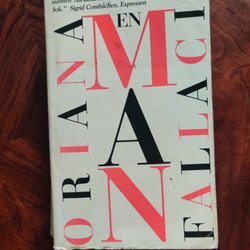 bok." Sigrid Combüchen, Expressen
EN
MAN
ORIANA
FALLACI